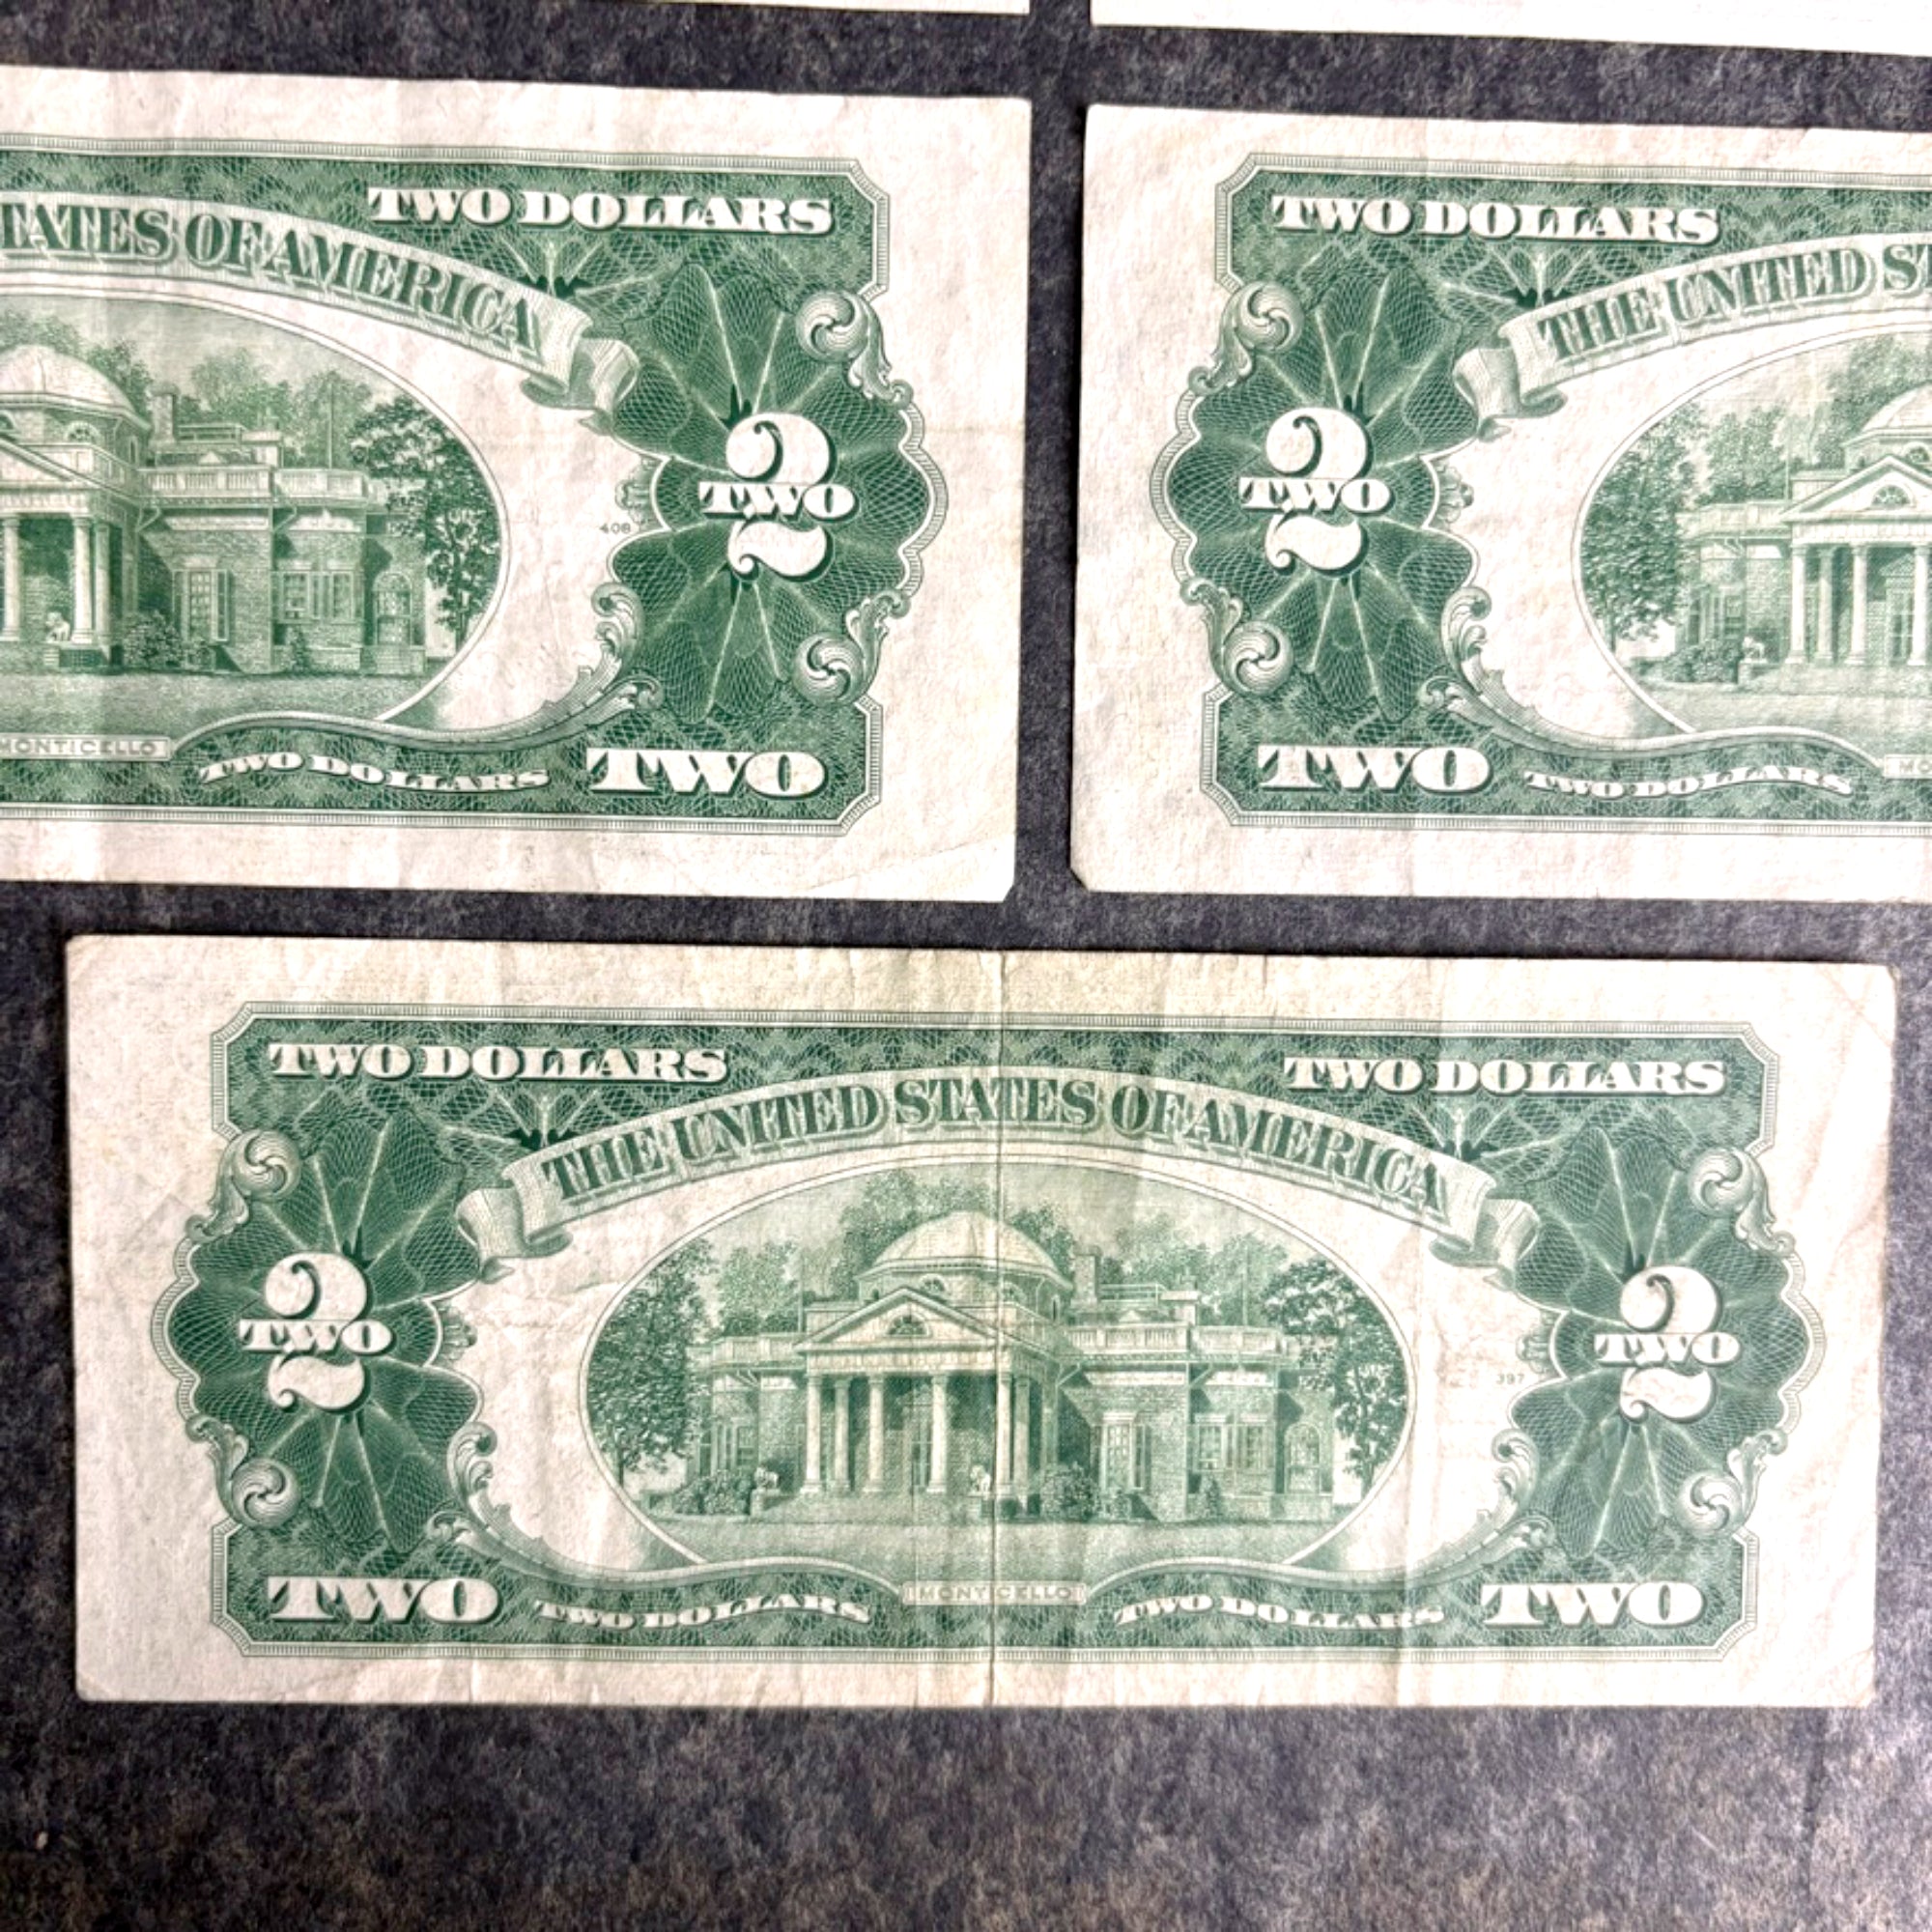 TWO DOLLARS
TATES OF AMERICA
2
TWO
408
MONTICELLO
TWO DOLLARS
TWO
TWO DOLLARS
THE UNITED ST
2
TWO
TWO
TWO DOLLARS
MO
TWO DOLLARS
TWO DOLLARS
THE UNITED STATES OF AMERICA
2
TWO
2
TWO
397
TWO
TWO DOLLARS
MONTICELLO
TWO DOLLARS
TWO